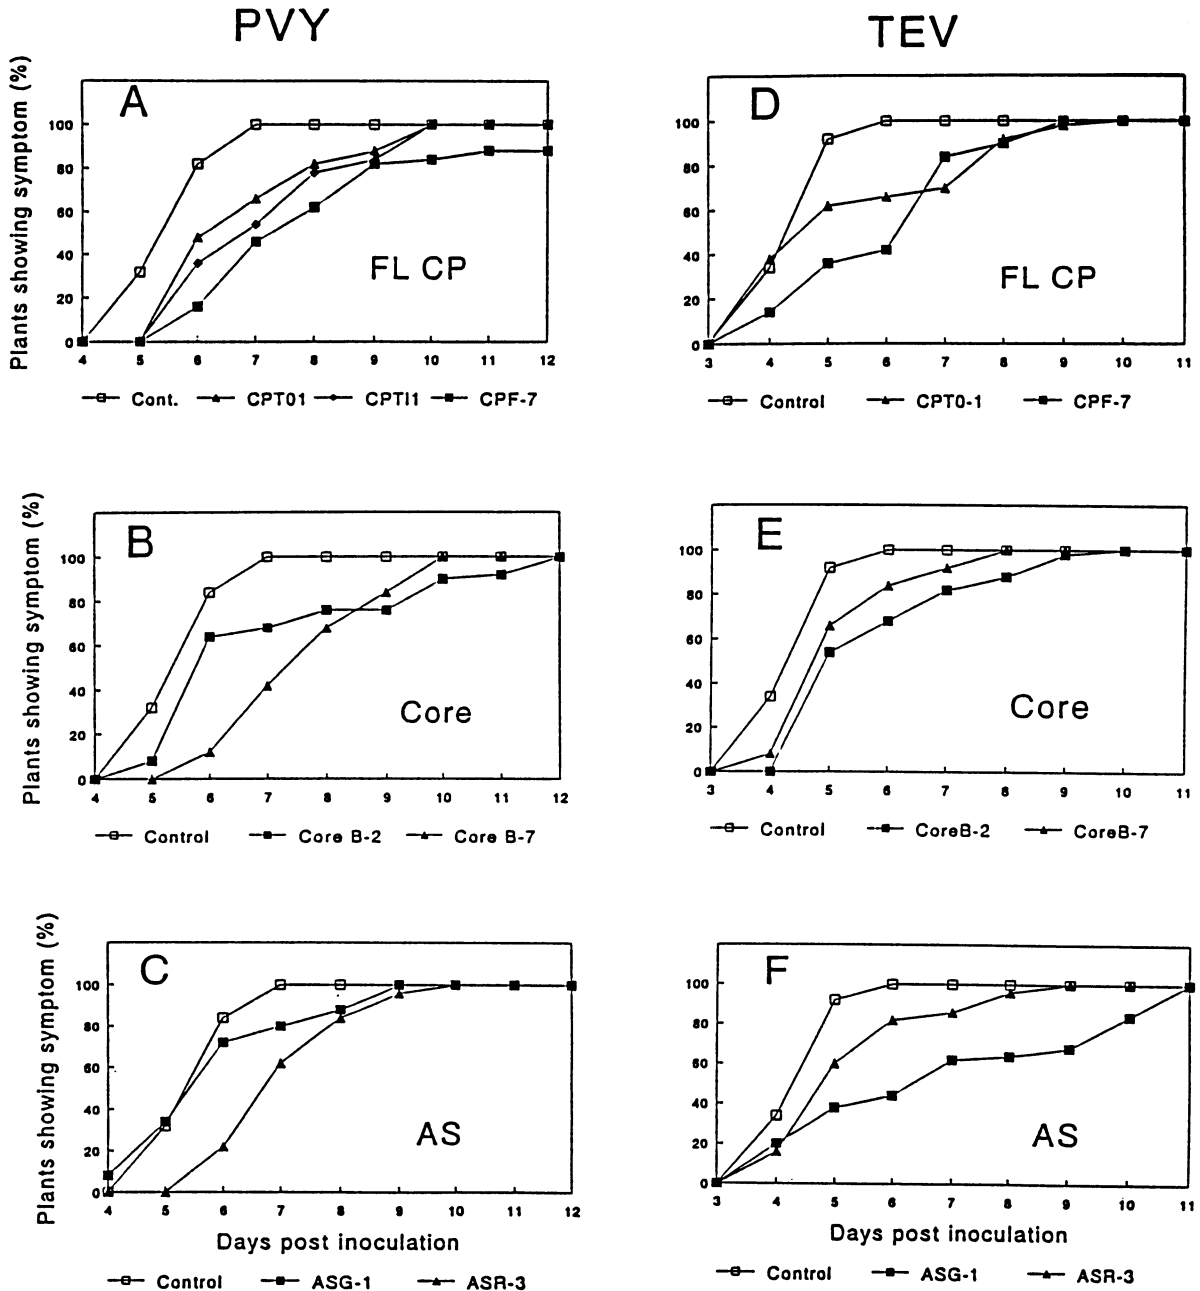 PVY
TEV
Plants showing symptom (%)
A
100
80
60
40
20
0
FL CP
4 5 6 7 8 9 10 11 12
Cont. CPT01 CPTI1 CPF-7
D
100
80
60
40
20
0
FL CP
3 4 5 6 7 8 9 10 11
Control CPT0-1 CPF-7
Plants showing symptom (%)
B
100
80
60
40
20
0
Core
4 5 6 7 8 9 10 11 12
Control Core B-2 Core B-7
E
100
80
60
40
20
0
Core
3 4 5 6 7 8 9 10 11
Control CoreB-2 CoreB-7
Plants showing symptom (%)
C
100
80
60
40
20
0
AS
4 5 6 7 8 9 10 11 12
Days post inoculation
Control ASG-1 ASR-3
F
100
80
60
40
20
0
AS
3 4 5 6 7 8 9 10 11
Days post inoculation
Control ASG-1 ASR-3